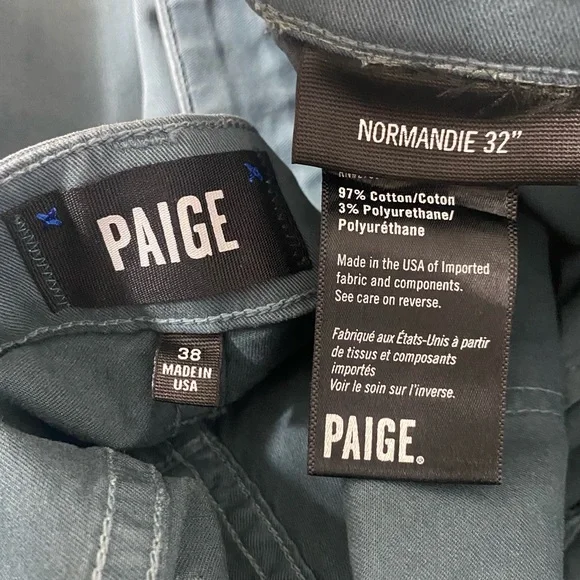 PAIGE
38
MADE IN
USA
NORMANDIE 32"
97% Cotton/Coton
3% Polyurethane/
Polyuréthane
Made in the USA of Imported
fabric and components.
See care on reverse.
Fabriqué aux États-Unis à partir
de tissus et composants
importés
Voir le soin sur l'inverse.
PAIGE®